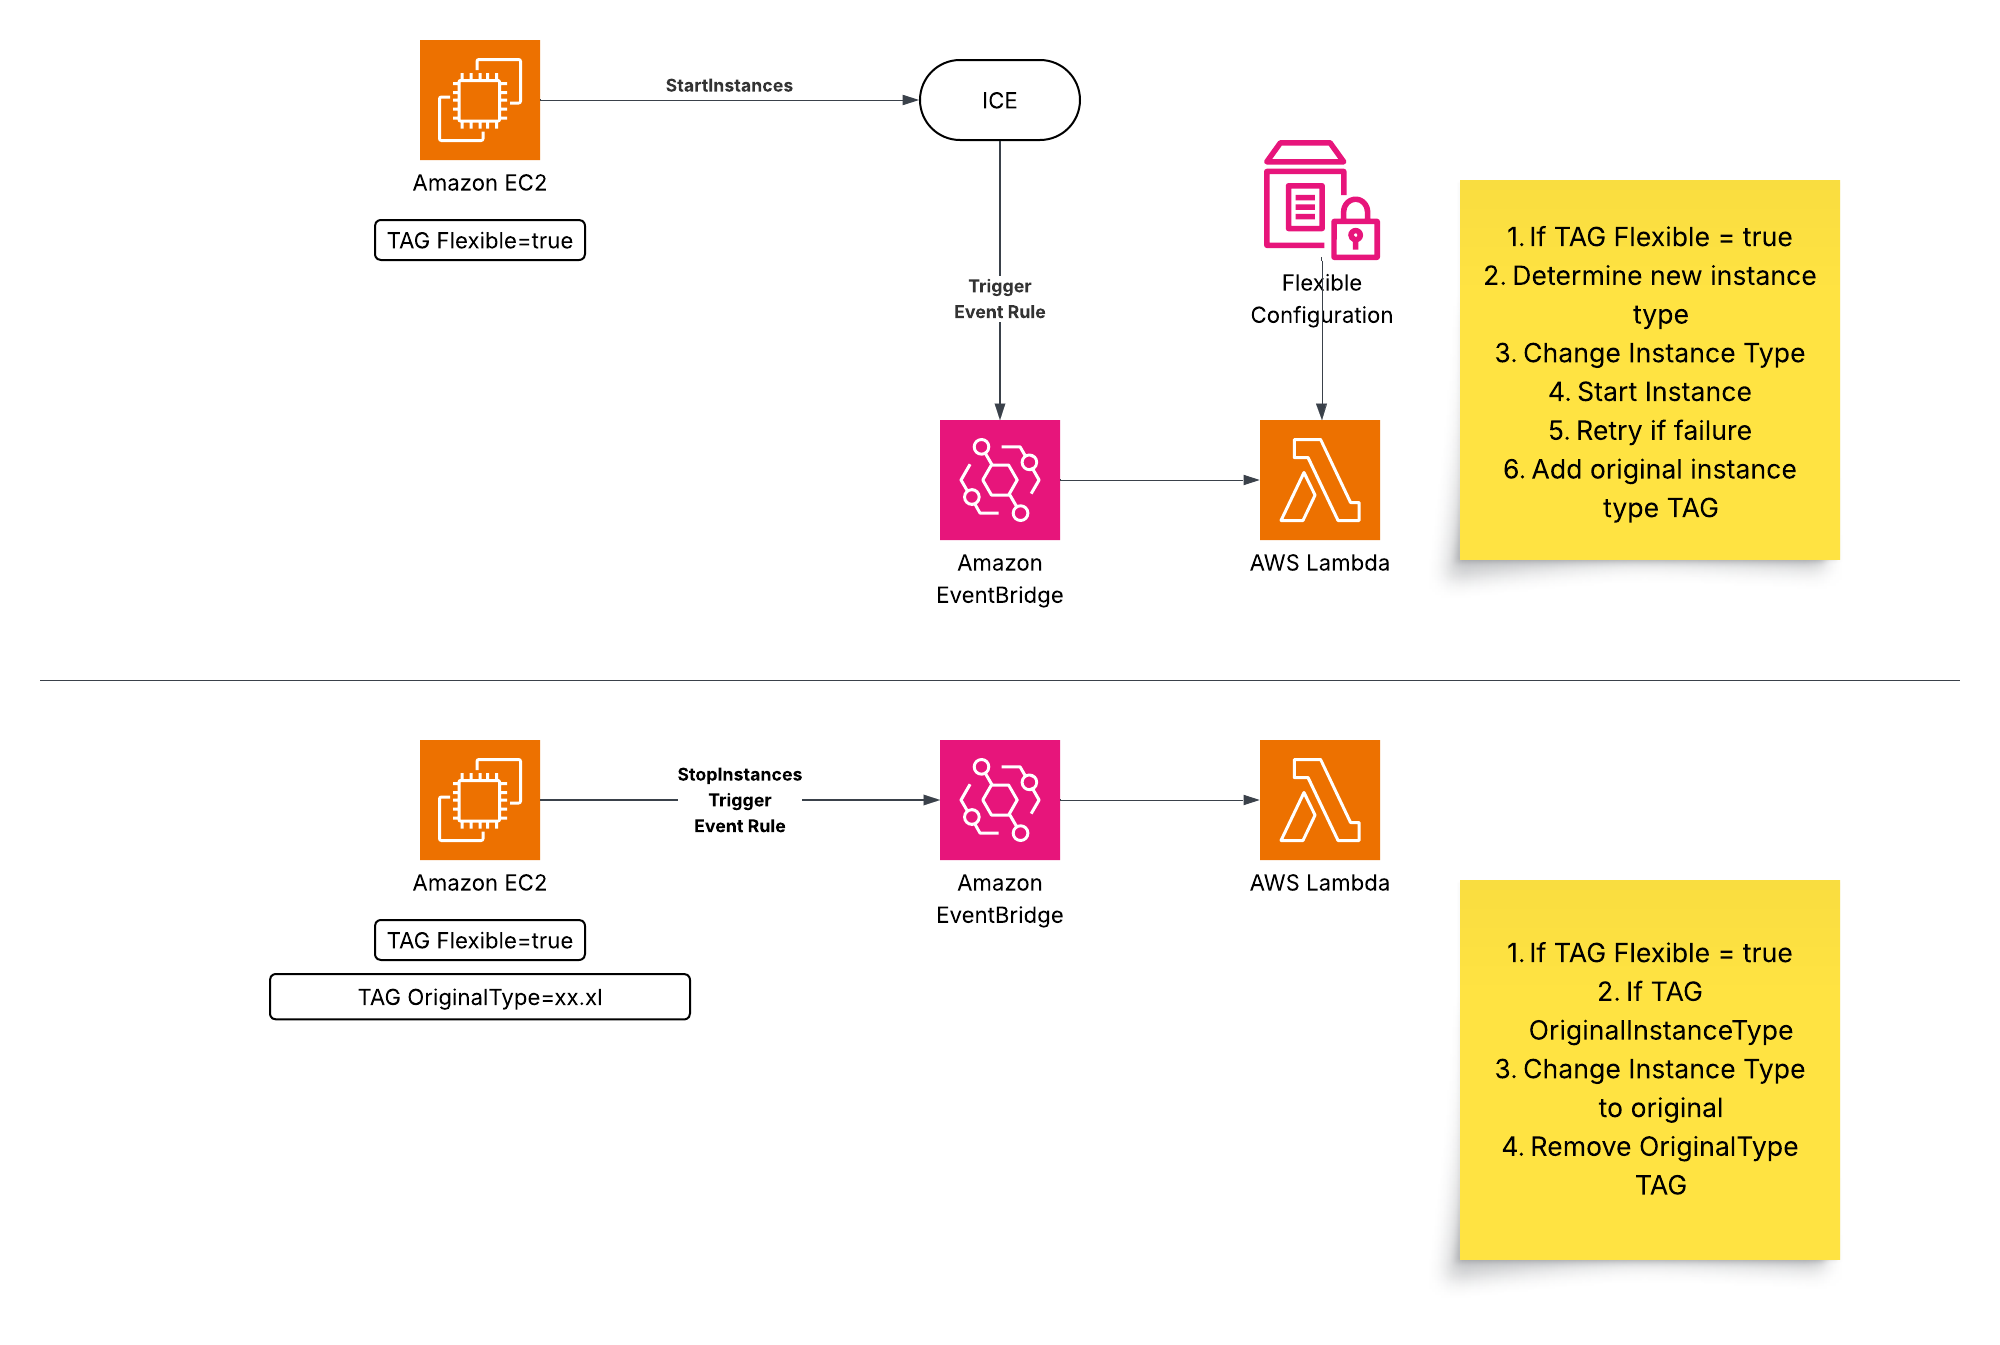 StartInstances
ICE
Amazon EC2
TAG Flexible=true
Trigger
Event Rule
Flexible
Configuration
1. If TAG Flexible = true
2. Determine new instance
type
3. Change Instance Type
4. Start Instance
5. Retry if failure
6. Add original instance
type TAG
Amazon
EventBridge
AWS Lambda
StopInstances
Trigger
Event Rule
Amazon EC2
TAG Flexible=true
TAG OriginalType=xx.xl
Amazon
EventBridge
AWS Lambda
1. If TAG Flexible = true
2. If TAG
OriginalInstanceType
3. Change Instance Type
to original
4. Remove OriginalType
TAG